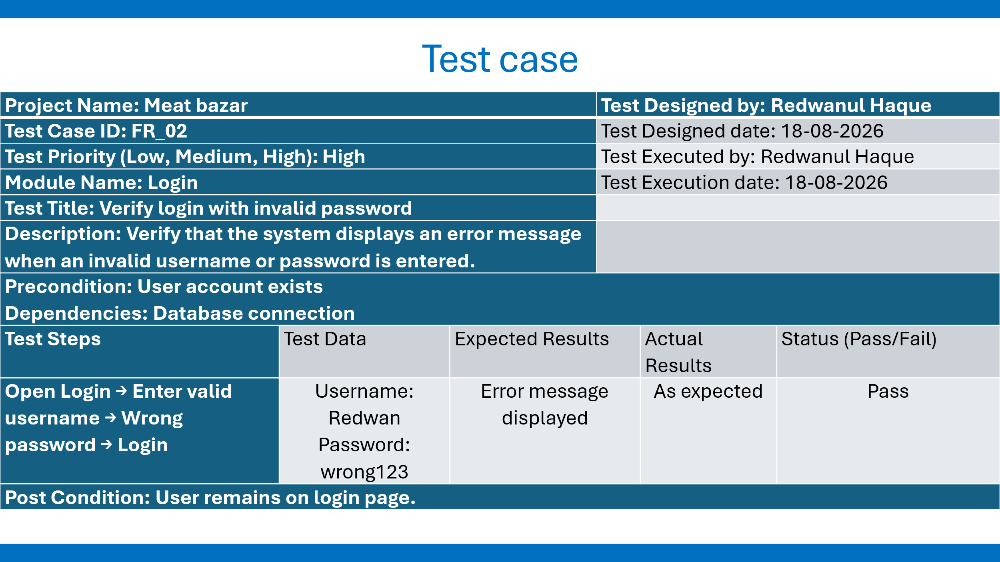 Test case
Project Name: Meat bazar
Test Designed by: Redwanul Haque
Test Case ID: FR_02
Test Designed date: 18-08-2026
Test Priority (Low, Medium, High): High
Test Executed by: Redwanul Haque
Module Name: Login
Test Execution date: 18-08-2026
Test Title: Verify login with invalid password
Description: Verify that the system displays an error message
when an invalid username or password is entered.
Precondition: User account exists
Dependencies: Database connection
Test Steps
Test Data
Expected Results
Actual
Results
Status (Pass/Fail)
Open Login → Enter valid
username → Wrong
password → Login
Username:
Redwan
Password:
wrong123
Error message
displayed
As expected
Pass
Post Condition: User remains on login page.